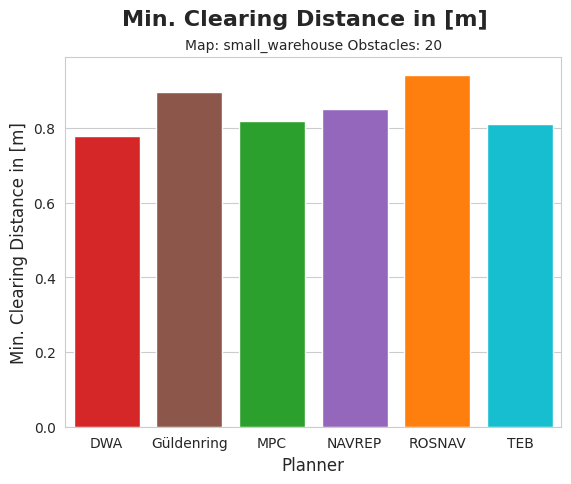 Min. Clearing Distance in [m]
Map: small_warehouse Obstacles: 20
Min. Clearing Distance in [m]
0.8
0.6
0.4
0.2
0.0
DWA Güldenring MPC NAVREP ROSNAV TEB
Planner